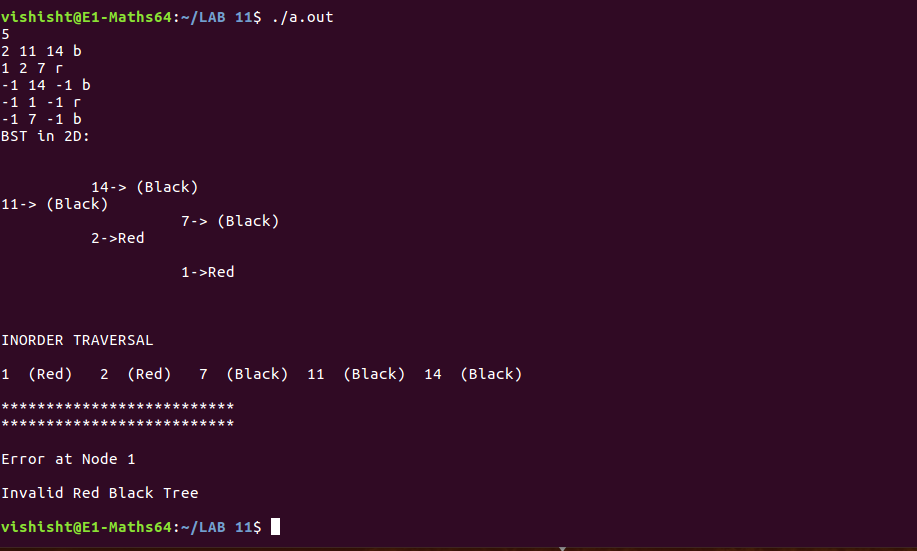 vishisht@E1-Maths64:~/LAB 11$ ./a.out
5
2 11 14 b
1 2 7 r
-1 14 -1 b
-1 1 -1 r
-1 7 -1 b
BST in 2D:
14-> (Black)
11-> (Black)
7-> (Black)
2->Red
1->Red
INORDER TRAVERSAL
1  (Red)   2  (Red)   7  (Black)  11  (Black)  14  (Black)
**************************
**************************
Error at Node 1
Invalid Red Black Tree
vishisht@E1-Maths64:~/LAB 11$